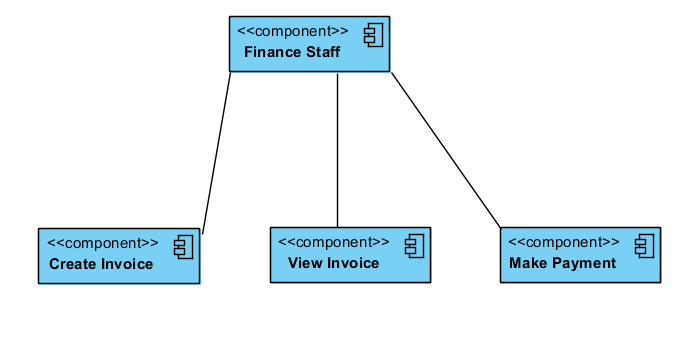 <<component>>
Finance Staff
<<component>>
Create Invoice
<<component>>
View Invoice
<<component>>
Make Payment